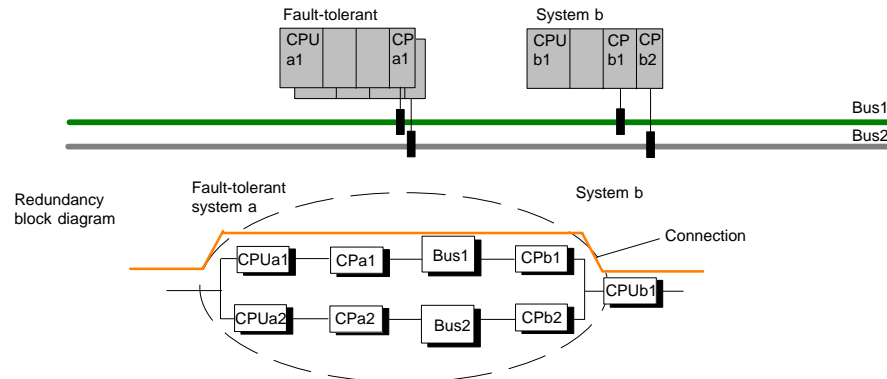 Fault-tolerant
System b
CPU
a1
CP
a1
CPU
b1
CP
b1
CP
b2
Bus1
Bus2
Redundancy
block diagram
Fault-tolerant
system a
System b
Connection
CPUa1
CPa1
Bus1
CPb1
CPUb1
CPUa2
CPa2
Bus2
CPb2